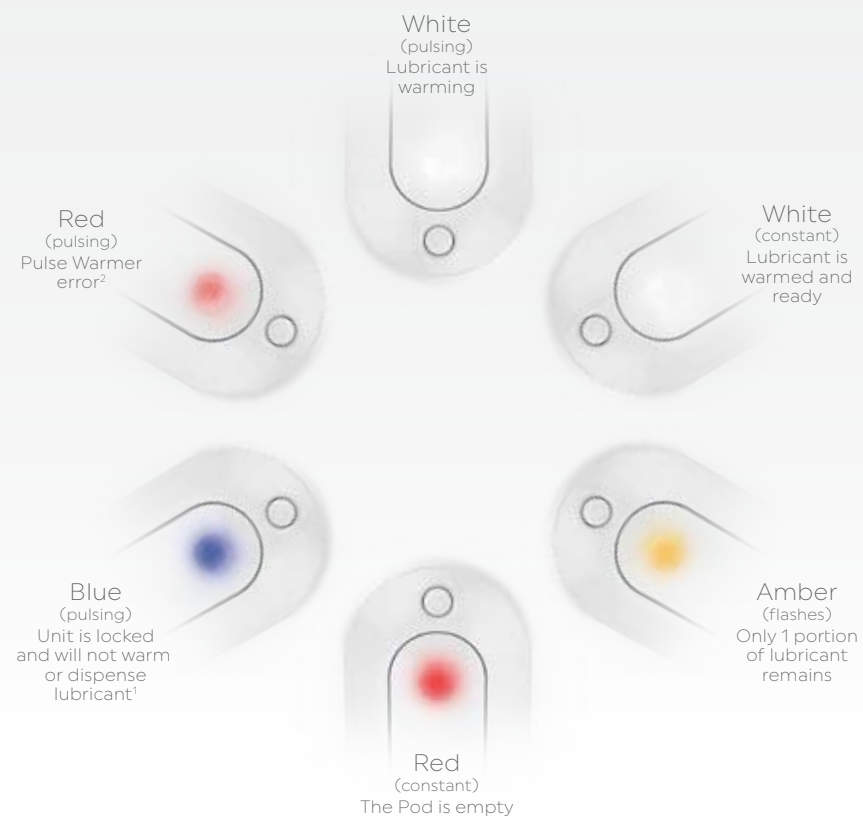 White
(pulsing)
Lubricant is
warming
White
(constant)
Lubricant is
warmed and
ready
Red
(pulsing)
Pulse Warmer
error²
Blue
(pulsing)
Unit is locked
and will not warm
or dispense
lubricant¹
Amber
(flashes)
Only 1 portion
of lubricant
remains
Red
(constant)
The Pod is empty